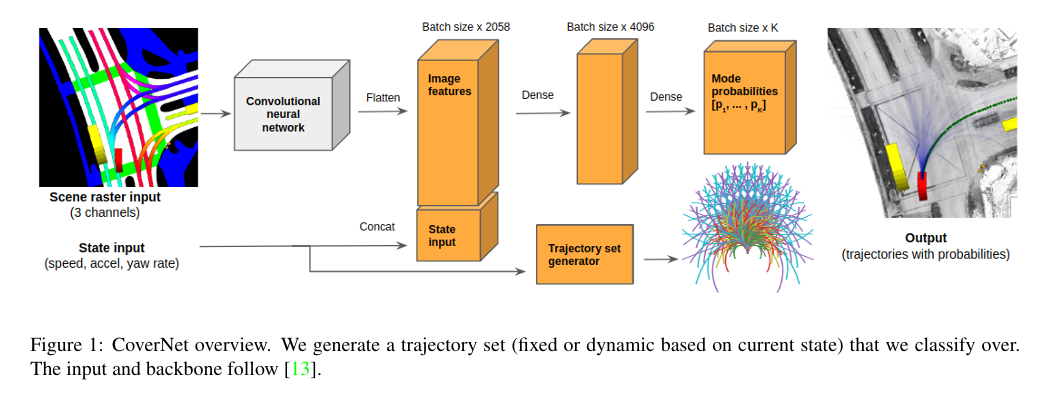 Batch size x 2058
Batch size x 4096
Batch size x K
Image
features
Mode
probabilities
[p1, ... , pK]
Convolutional
neural
network
Flatten
Dense
Dense
Scene raster input
(3 channels)
Concat
State
input
State input
(speed, accel, yaw rate)
Trajectory set
generator
Output
(trajectories with probabilities)
Figure 1: CoverNet overview. We generate a trajectory set (fixed or dynamic based on current state) that we classify over.
The input and backbone follow [13].